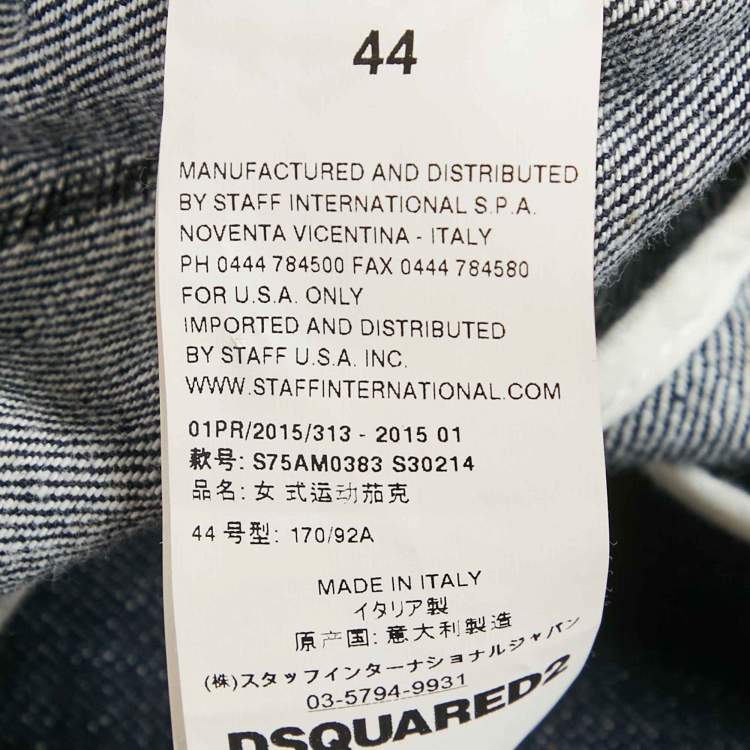 44
MANUFACTURED AND DISTRIBUTED
BY STAFF INTERNATIONAL S.P.A.
NOVENTA VICENTINA - ITALY
PH 0444 784500 FAX 0444 784580
FOR U.S.A. ONLY
IMPORTED AND DISTRIBUTED
BY STAFF U.S.A. INC.
WWW.STAFFINTERNATIONAL.COM
01PR/2015/313 - 2015 01
款号: S75AM0383 S30214
品名: 女 式运动茄克
44 号型: 170/92A
MADE IN ITALY
イタリア製
原产国: 意大利製造
(株)スタッフインターナショナルジャパン
03-5794-9931
DSQUARED2